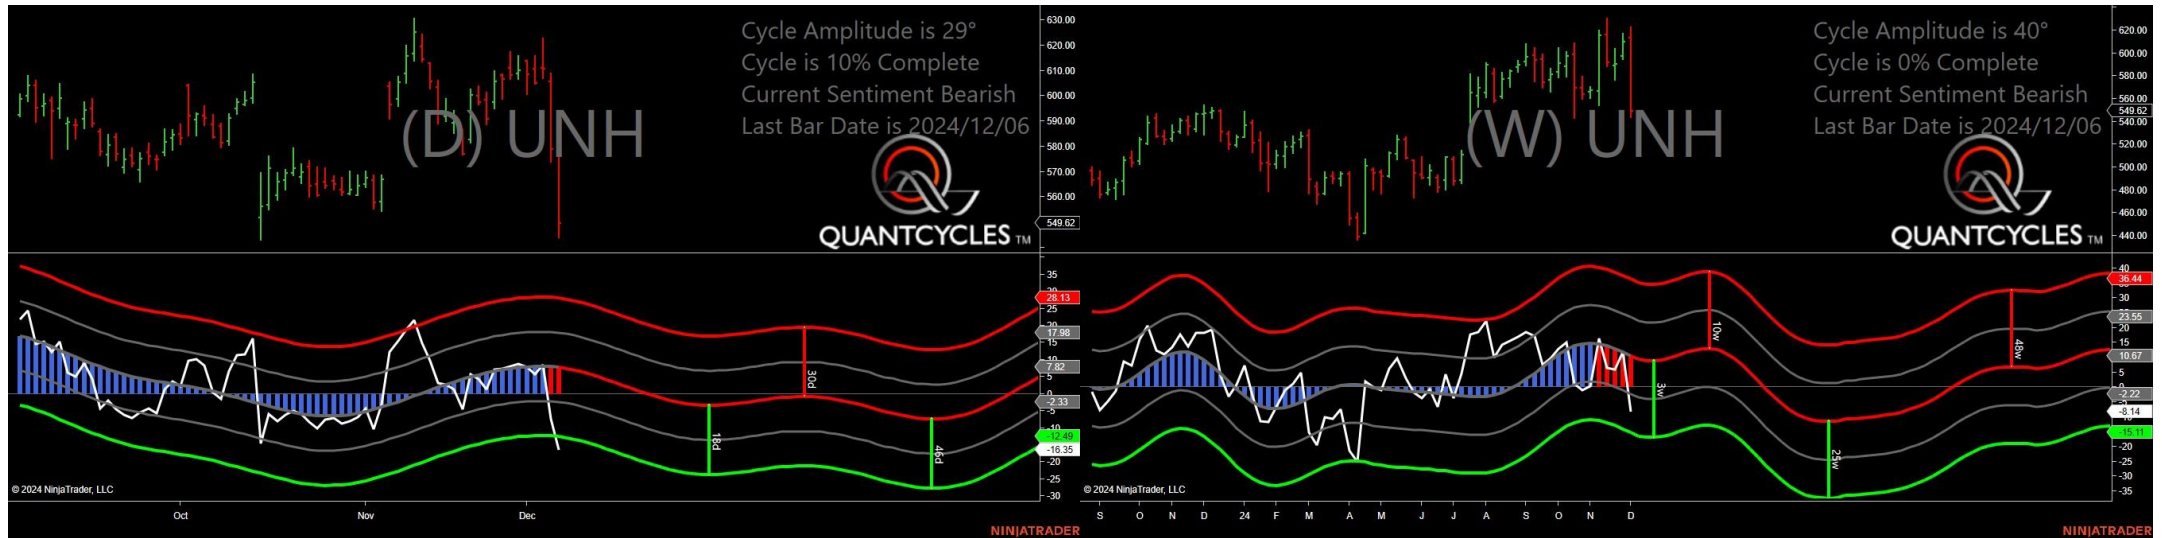 Cycle Amplitude is 29°
Cycle is 10% Complete
Current Sentiment Bearish
Last Bar Date is 2024/12/06
(D) UNH
QUANTCYCLES TM
630.00
620.00
610.00
600.00
590.00
580.00
570.00
560.00
549.62
35
28.13
25
17.98
15
10
7.82
5
-2.33
-5
-10
-12.49
-16.35
-20
-25
-30
30d
18d
46d
© 2024 NinjaTrader, LLC
Oct
Nov
Dec
NINJATRADER
Cycle Amplitude is 40°
Cycle is 0% Complete
Current Sentiment Bearish
Last Bar Date is 2024/12/06
(W) UNH
QUANTCYCLES TM
620.00
600.00
580.00
560.00
549.62
540.00
520.00
500.00
480.00
460.00
440.00
40
36.44
30
23.55
20
15
10.67
5
-2.22
-8.14
-15.11
-20
-25
-30
-35
10w
48w
3w
25w
© 2024 NinjaTrader, LLC
S O N D 24 F M A M J J A S O N D
NINJATRADER